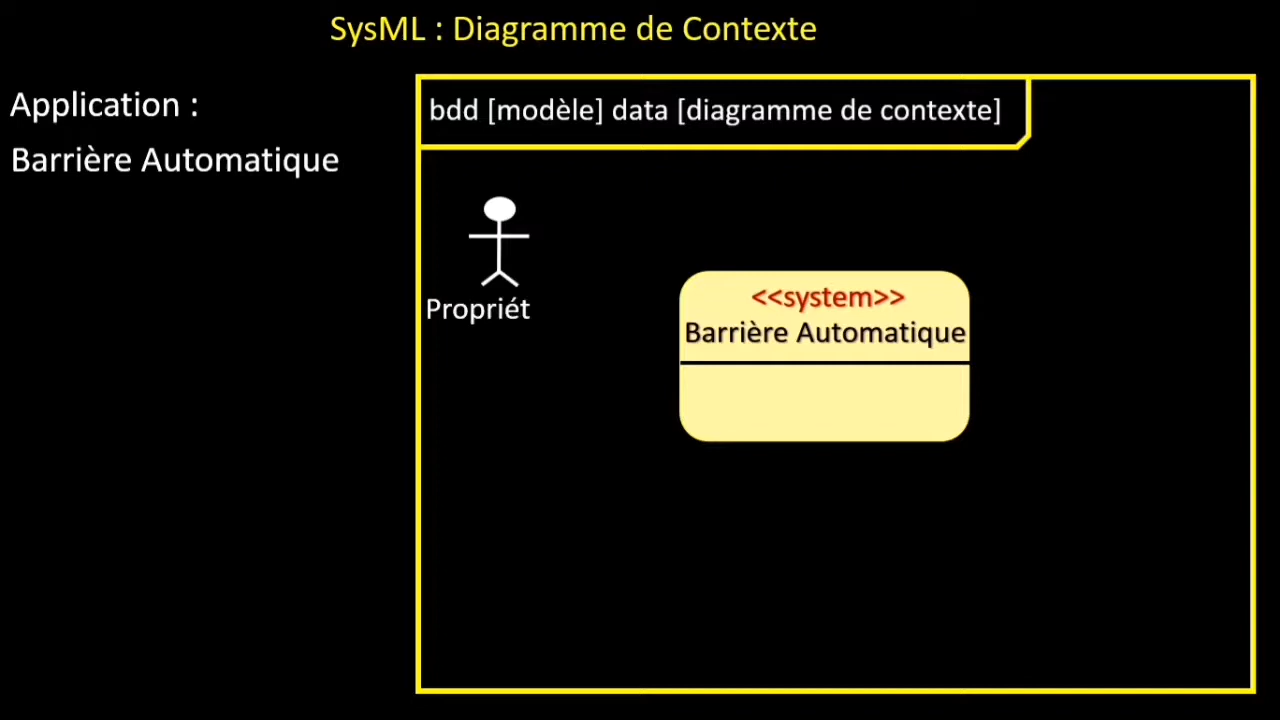 SysML : Diagramme de Contexte
Application :
Barrière Automatique
bdd [modèle] data [diagramme de contexte]
Propriét
<<system>>
Barrière Automatique